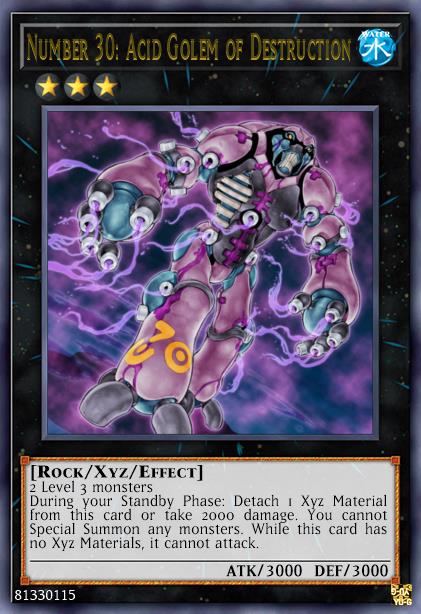 Number 30: Acid Golem of Destruction
WATER
水
30
[Rock/Xyz/Effect]
2 Level 3 monsters
During your Standby Phase: Detach 1 Xyz Material
from this card or take 2000 damage. You cannot
Special Summon any monsters. While this card has
no Xyz Materials, it cannot attack.
ATK/3000 DEF/3000
81330115